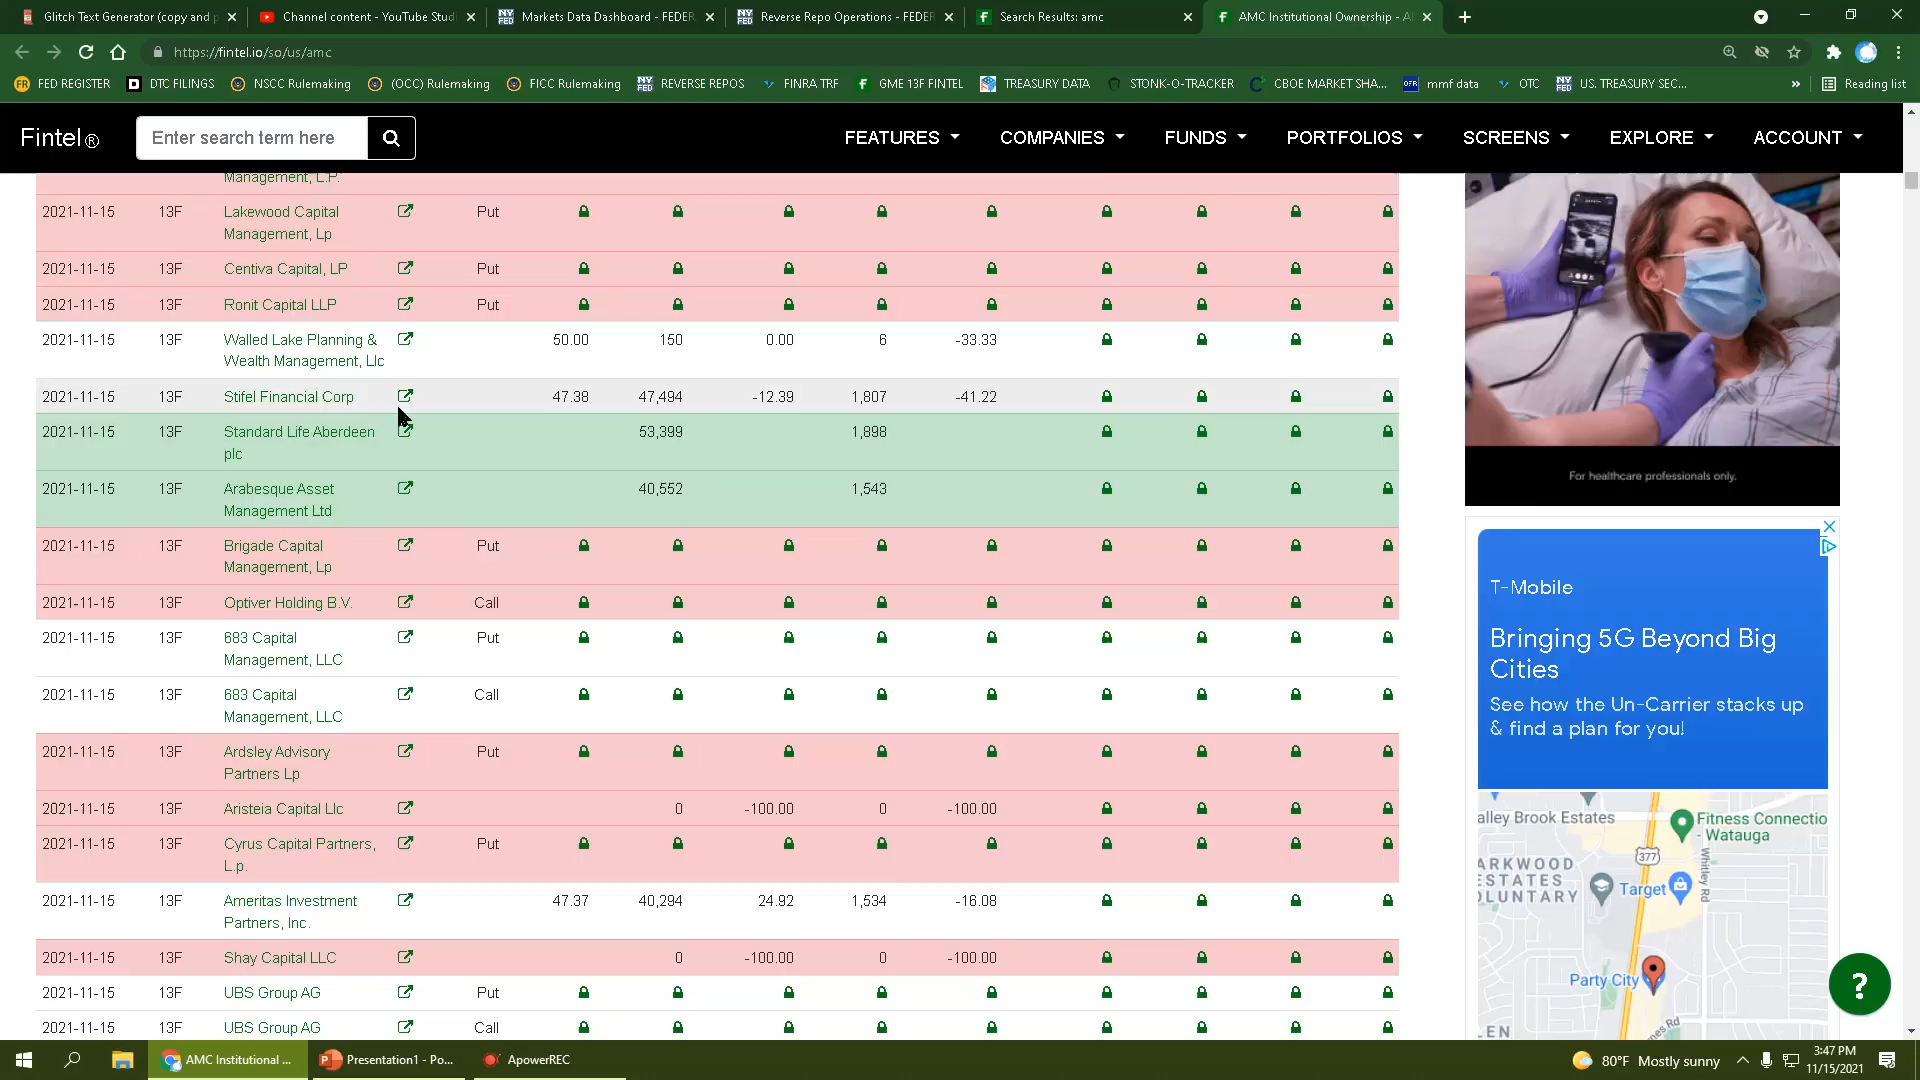 Glitch Text Generator (copy and p
Channel content - YouTube Studi
Markets Data Dashboard - FEDER
Reverse Repo Operations - FEDER
Search Results: amc
AMC Institutional Ownership - A
https://fintel.io/so/us/amc
FED REGISTER
DTC FILINGS
NSCC Rulemaking
(OCC) Rulemaking
FICC Rulemaking
REVERSE REPOS
FINRA TRF
GME 13F FINTEL
TREASURY DATA
STONK-O-TRACKER
CBOE MARKET SHA...
mmf data
OTC
US. TREASURY SEC...
»
Reading list
Fintel ®
Enter search term here
FEATURES COMPANIES FUNDS PORTFOLIOS SCREENS EXPLORE ACCOUNT
Management, L.P.
2021-11-15 13F Lakewood Capital Put
Management, Lp
2021-11-15 13F Centiva Capital, LP Put
2021-11-15 13F Ronit Capital LLP Put
2021-11-15 13F Walled Lake Planning & 50.00 150 0.00 6 -33.33
Wealth Management, Llc
2021-11-15 13F Stifel Financial Corp 47.38 47,494 -12.39 1,807 -41.22
2021-11-15 13F Standard Life Aberdeen 53,399 1,898
plc
2021-11-15 13F Arabesque Asset 40,552 1,543
Management Ltd
2021-11-15 13F Brigade Capital Put
Management, Lp
2021-11-15 13F Optiver Holding B.V. Call
2021-11-15 13F 683 Capital Put
Management, LLC
2021-11-15 13F 683 Capital Call
Management, LLC
2021-11-15 13F Ardsley Advisory Put
Partners Lp
2021-11-15 13F Aristeia Capital Llc 0 -100.00 0 -100.00
2021-11-15 13F Cyrus Capital Partners, Put
L.p.
2021-11-15 13F Ameritas Investment 47.37 40,294 24.92 1,534 -16.08
Partners, Inc.
2021-11-15 13F Shay Capital LLC 0 -100.00 0 -100.00
2021-11-15 13F UBS Group AG Put
2021-11-15 13F UBS Group AG Call
For healthcare professionals only.
T-Mobile
Bringing 5G Beyond Big
Cities
See how the Un-Carrier stacks up
& find a plan for you!
alley Brook Estates
Fitness Connectio
- Watauga
377
Whitley Rd
ARKWOOD
ESTATES
OLUNTARY
Target
Party City
LEN
?
AMC Institutional ...
Presentation1 - Po...
ApowerREC
80°F Mostly sunny
3:47 PM
11/15/2021